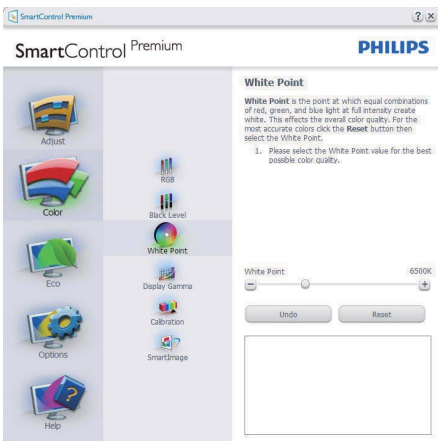 SmartControl Premium
SmartControl Premium
PHILIPS
Adjust
Color
Eco
Options
Help
RGB
Black Level
White Point
Display Gamma
Calibration
SmartImage
White Point
White Point is the point at which equal combinations
of red, green, and blue light at full intensity create
white. This effects the overall color quality. For the
most accurate colors click the Reset button then
select the White Point.
1. Please select the White Point value for the best
possible color quality.
White Point 6500K
Undo Reset